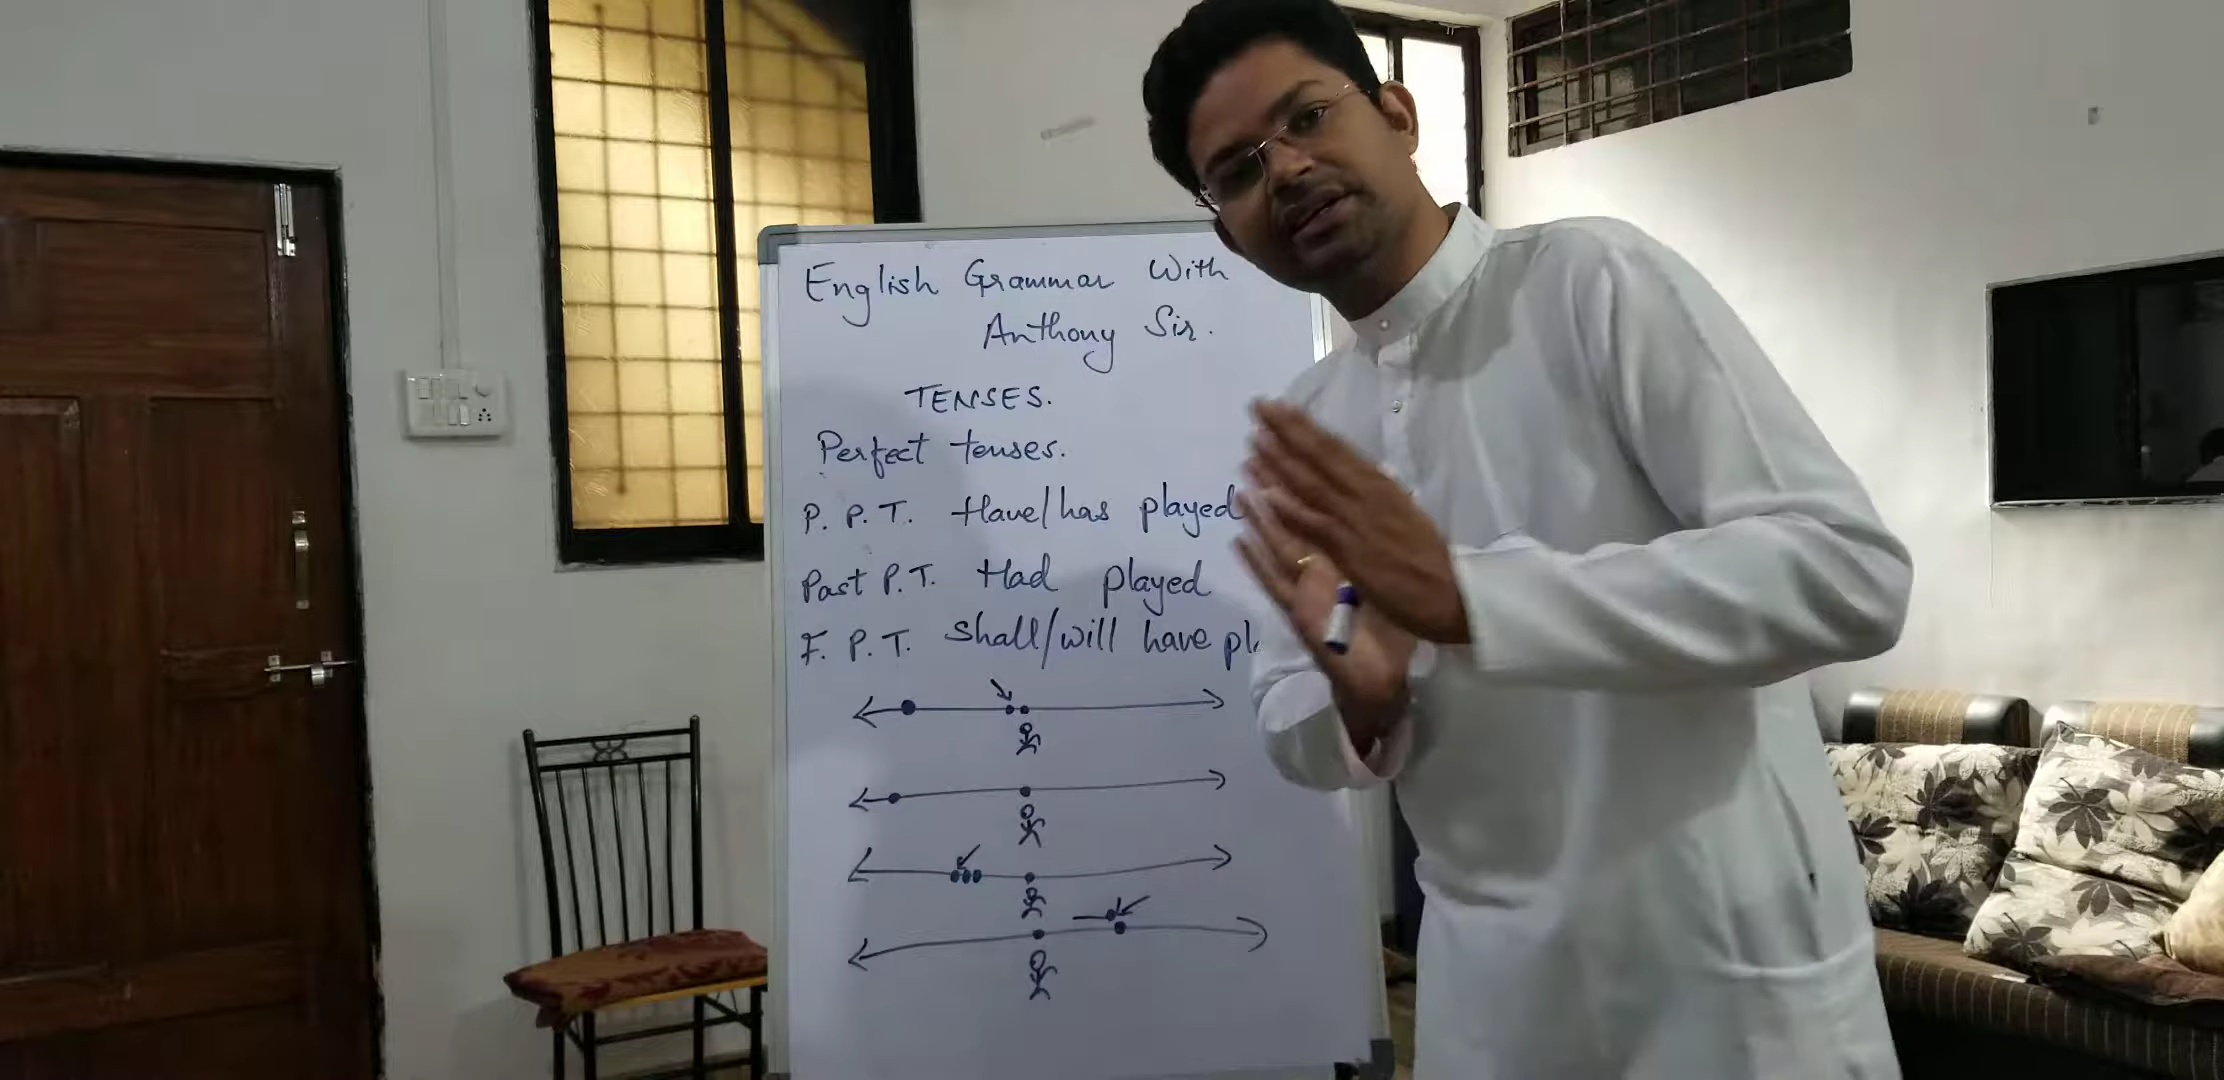 English Grammar With
Anthony Sir.
TENSES.
Perfect tenses.
P. P. T. Have/has played
Past P.T. Had played
F. P. T. Shall/will have